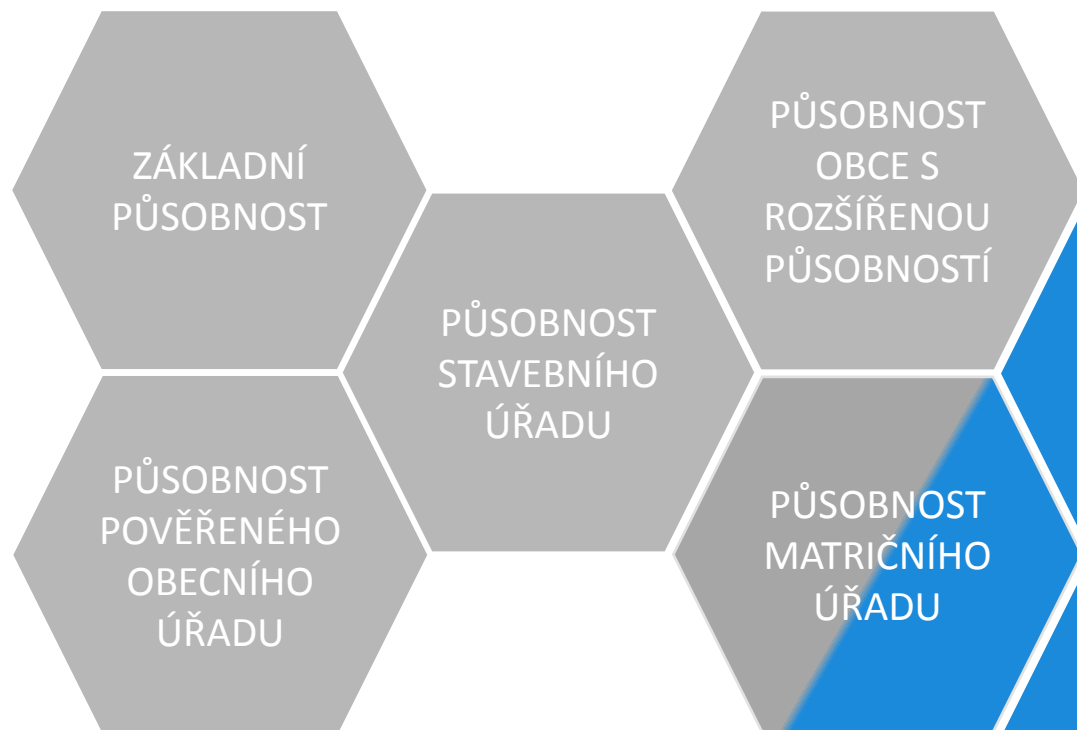 ZÁKLADNÍ
PŮSOBNOST
PŮSOBNOST
POVĚŘENÉHO
OBECNÍHO
ÚŘADU
PŮSOBNOST
STAVEBNÍHO
ÚŘADU
PŮSOBNOST
OBCE S
ROZŠÍŘENOU
PŮSOBNOSTÍ
PŮSOBNOST
MATRIČNÍHO
ÚŘADU